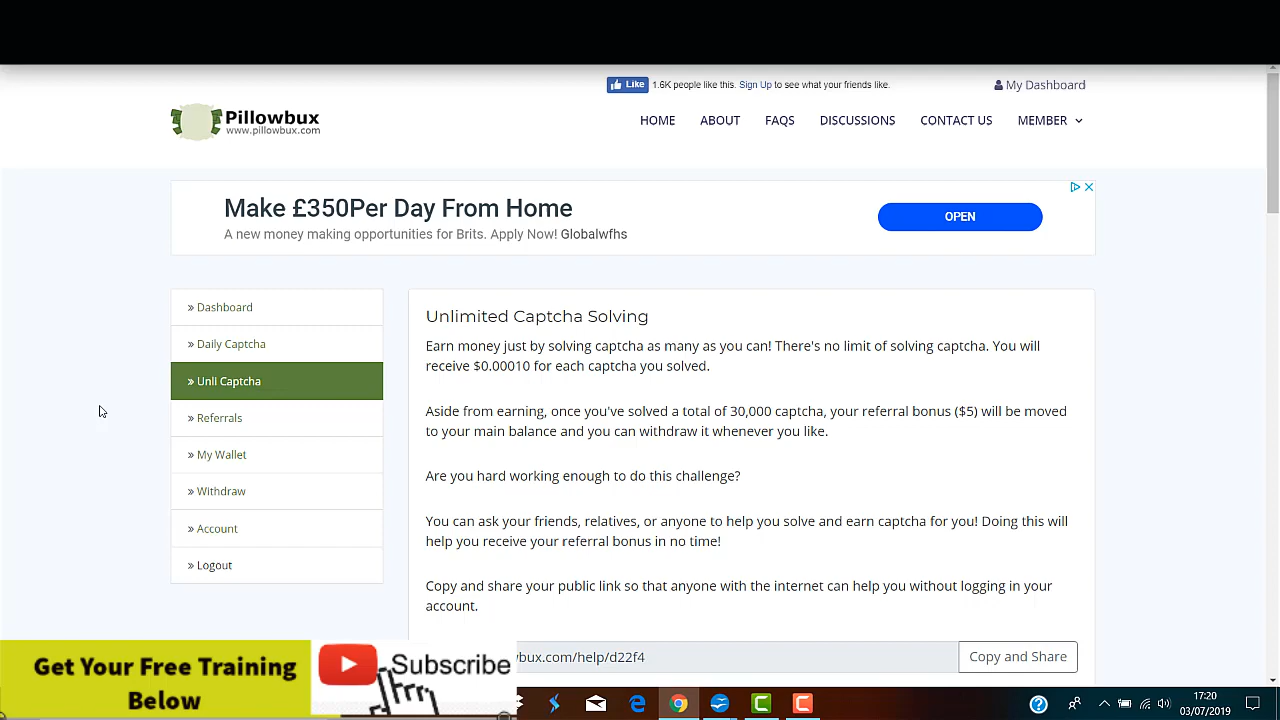 Like 1.6K people like this. Sign Up to see what your friends like.
My Dashboard
Pillowbux
www.pillowbux.com
HOME ABOUT FAQS DISCUSSIONS CONTACT US MEMBER
Make £350Per Day From Home
A new money making opportunities for Brits. Apply Now! Globalwfhs
OPEN
» Dashboard
» Daily Captcha
» Unli Captcha
» Referrals
» My Wallet
» Withdraw
» Account
» Logout
Unlimited Captcha Solving
Earn money just by solving captcha as many as you can! There's no limit of solving captcha. You will
receive $0.00010 for each captcha you solved.
Aside from earning, once you've solved a total of 30,000 captcha, your referral bonus ($5) will be moved
to your main balance and you can withdraw it whenever you like.
Are you hard working enough to do this challenge?
You can ask your friends, relatives, or anyone to help you solve and earn captcha for you! Doing this will
help you receive your referral bonus in no time!
Copy and share your public link so that anyone with the internet can help you without logging in your
account.
bux.com/help/d22f4
Copy and Share
Get Your Free Training
Below
Subscribe
17:20
03/07/2019